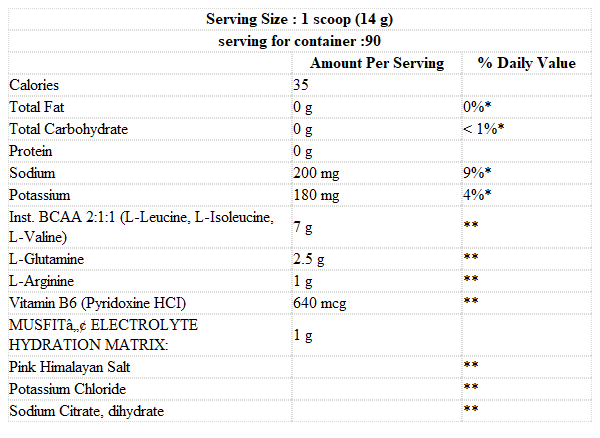 Serving Size : 1 scoop (14 g)
serving for container :90
Amount Per Serving % Daily Value
Calories 35
Total Fat 0 g 0%*
Total Carbohydrate 0 g < 1%*
Protein 0 g
Sodium 200 mg 9%*
Potassium 180 mg 4%*
Inst. BCAA 2:1:1 (L-Leucine, L-Isoleucine,
L-Valine) 7 g **
L-Glutamine 2.5 g **
L-Arginine 1 g **
Vitamin B6 (Pyridoxine HCI) 640 mcg **
MUSFITâ„¢ ELECTROLYTE
HYDRATION MATRIX: 1 g
Pink Himalayan Salt **
Potassium Chloride **
Sodium Citrate, dihydrate **